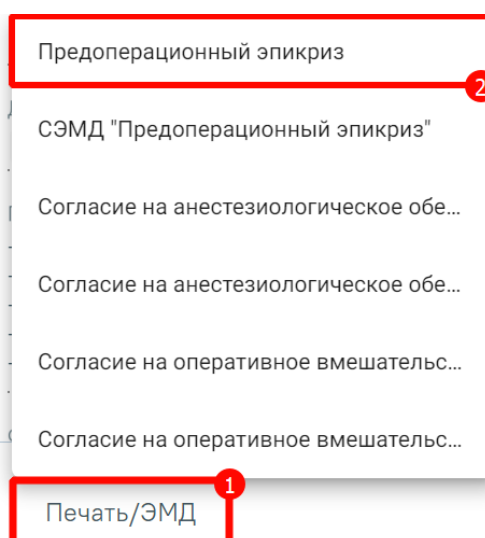 Предоперационный эпикриз
2
СЭМД "Предоперационный эпикриз"
Согласие на анестезиологическое обе...
Согласие на анестезиологическое обе...
Согласие на оперативное вмешательс...
Согласие на оперативное вмешательс...
1
Печать/ЭМД